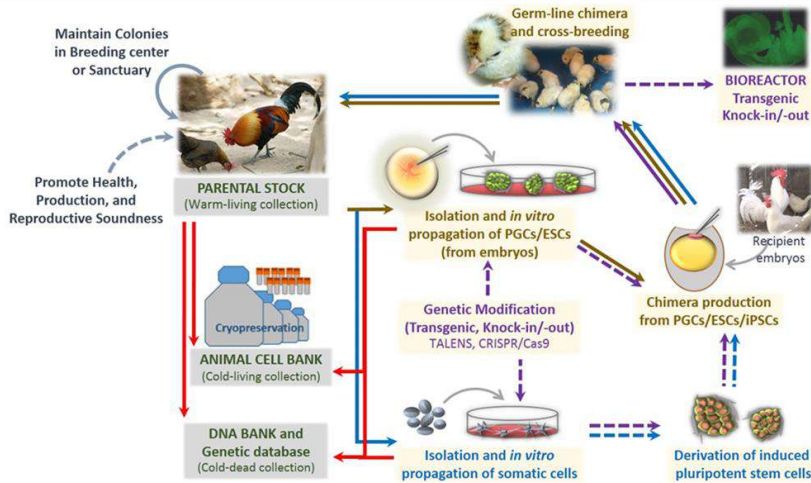 Maintain Colonies
in Breeding center
or Sanctuary
Promote Health,
Production, and
Reproductive Soundness
PARENTAL STOCK
(Warm-living collection)
Cryopreservation
ANIMAL CELL BANK
(Cold-living collection)
DNA BANK and
Genetic database
(Cold-dead collection)
Germ-line chimera
and cross-breeding
BIOREACTOR
Transgenic
Knock-in/-out
Isolation and in vitro
propagation of PGCs/ESCs
(from embryos)
Genetic Modification
(Transgenic, Knock-in/-out)
TALENS, CRISPR/Cas9
Recipient
embryos
Chimera production
from PGCs/ESCs/iPSCs
Isolation and in vitro
propagation of somatic cells
Derivation of induced
pluripotent stem cells